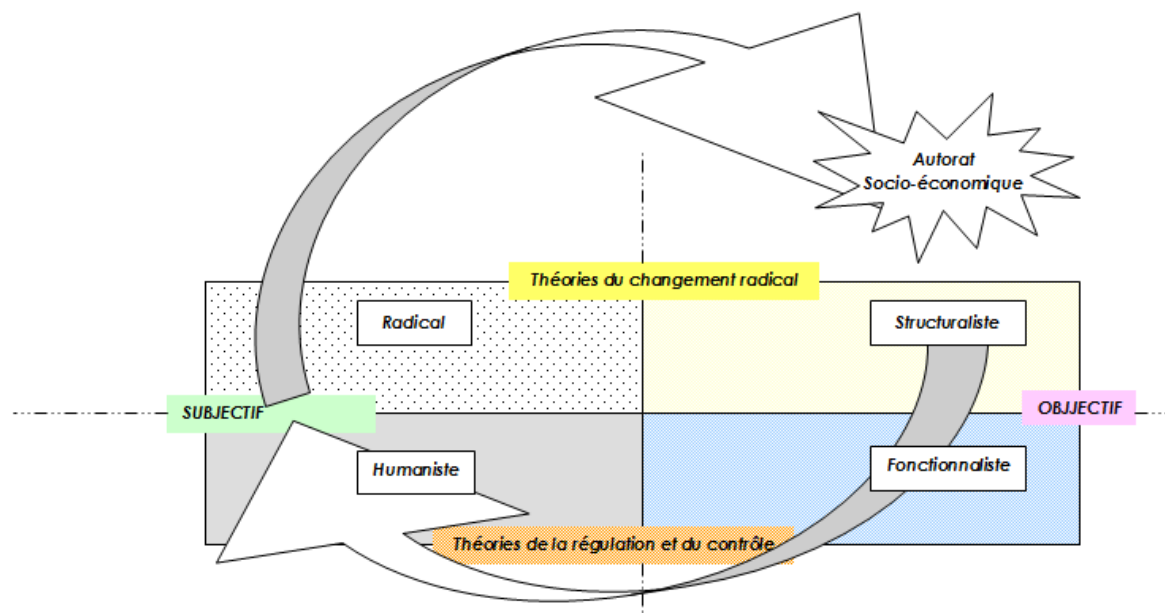 Autorat
Socio-économique
Théories du changement radical
Radical
Structuraliste
SUBJECTIF
OBJJECTIF
Humaniste
Fonctionnaliste
Théories de la régulation et du contrôle